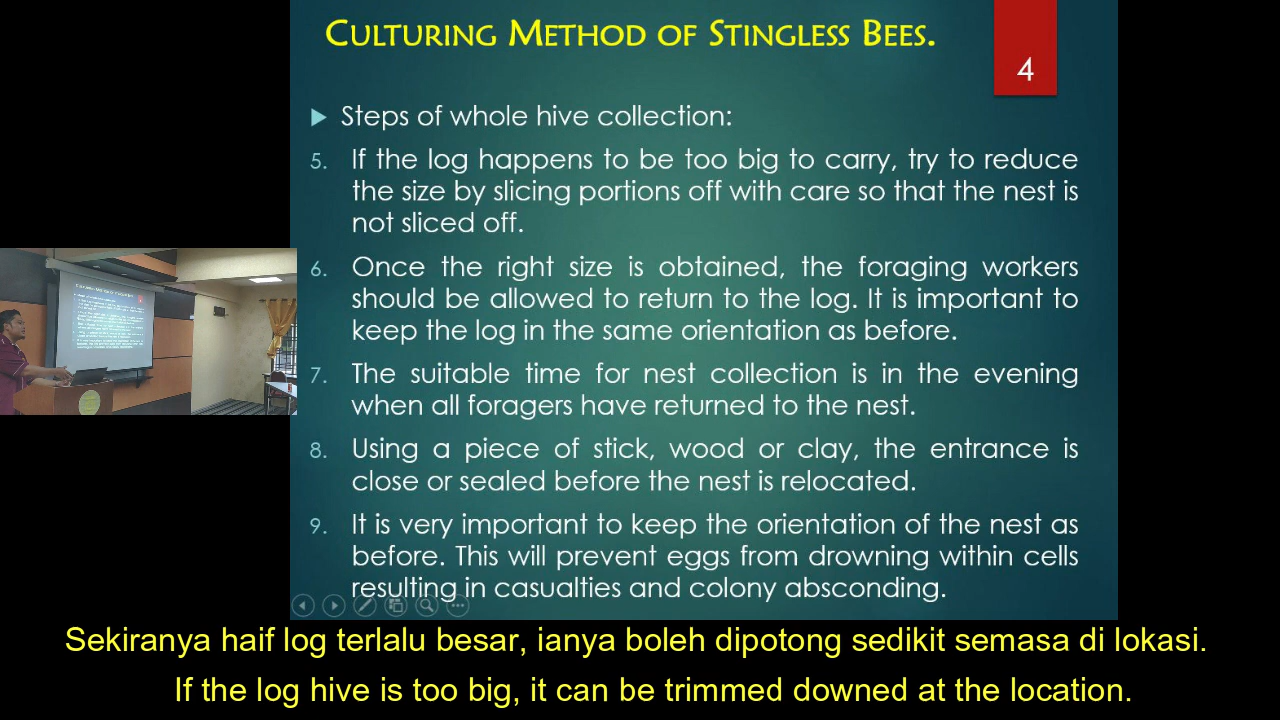 CULTURING METHOD OF STINGLESS BEES.
4
Steps of whole hive collection:
5. If the log happens to be too big to carry, try to reduce
the size by slicing portions off with care so that the nest is
not sliced off.
6. Once the right size is obtained, the foraging workers
should be allowed to return to the log. It is important to
keep the log in the same orientation as before.
7. The suitable time for nest collection is in the evening
when all foragers have returned to the nest.
8. Using a piece of stick, wood or clay, the entrance is
close or sealed before the nest is relocated.
9. It is very important to keep the orientation of the nest as
before. This will prevent eggs from drowning within cells
resulting in casualties and colony absconding.
Sekiranya haif log terlalu besar, ianya boleh dipotong sedikit semasa di lokasi.
If the log hive is too big, it can be trimmed downed at the location.